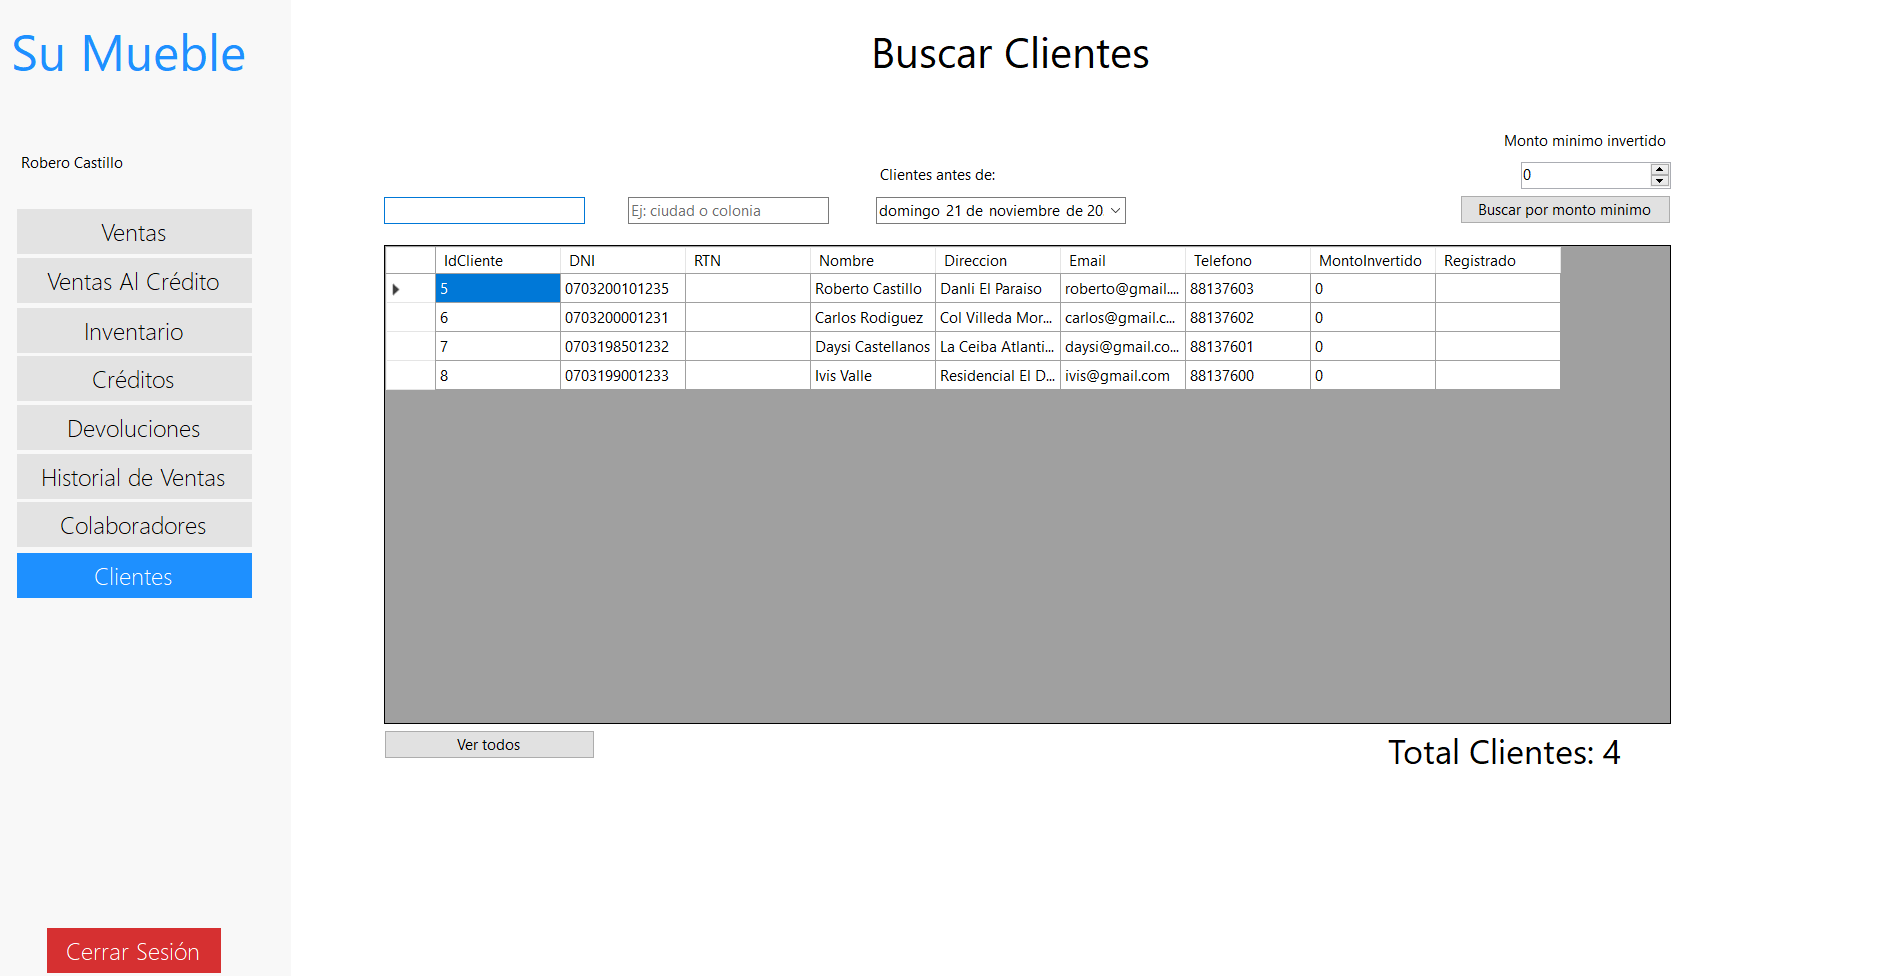 Su Mueble
Robero Castillo
Ventas
Ventas Al Crédito
Inventario
Créditos
Devoluciones
Historial de Ventas
Colaboradores
Clientes
Cerrar Sesión
Buscar Clientes
Monto minimo invertido
0
Buscar por monto minimo
Clientes antes de:
Ej: ciudad o colonia
domingo 21 de noviembre de 20
IdCliente DNI RTN Nombre Direccion Email Telefono MontoInvertido Registrado
5 0703200101235 Roberto Castillo Danli El Paraiso roberto@gmail.... 88137603 0
6 0703200001231 Carlos Rodiguez Col Villeda Mor... carlos@gmail.c... 88137602 0
7 0703198501232 Daysi Castellanos La Ceiba Atlanti... daysi@gmail.co... 88137601 0
8 0703199001233 Ivis Valle Residencial El D... ivis@gmail.com 88137600 0
Ver todos
Total Clientes: 4